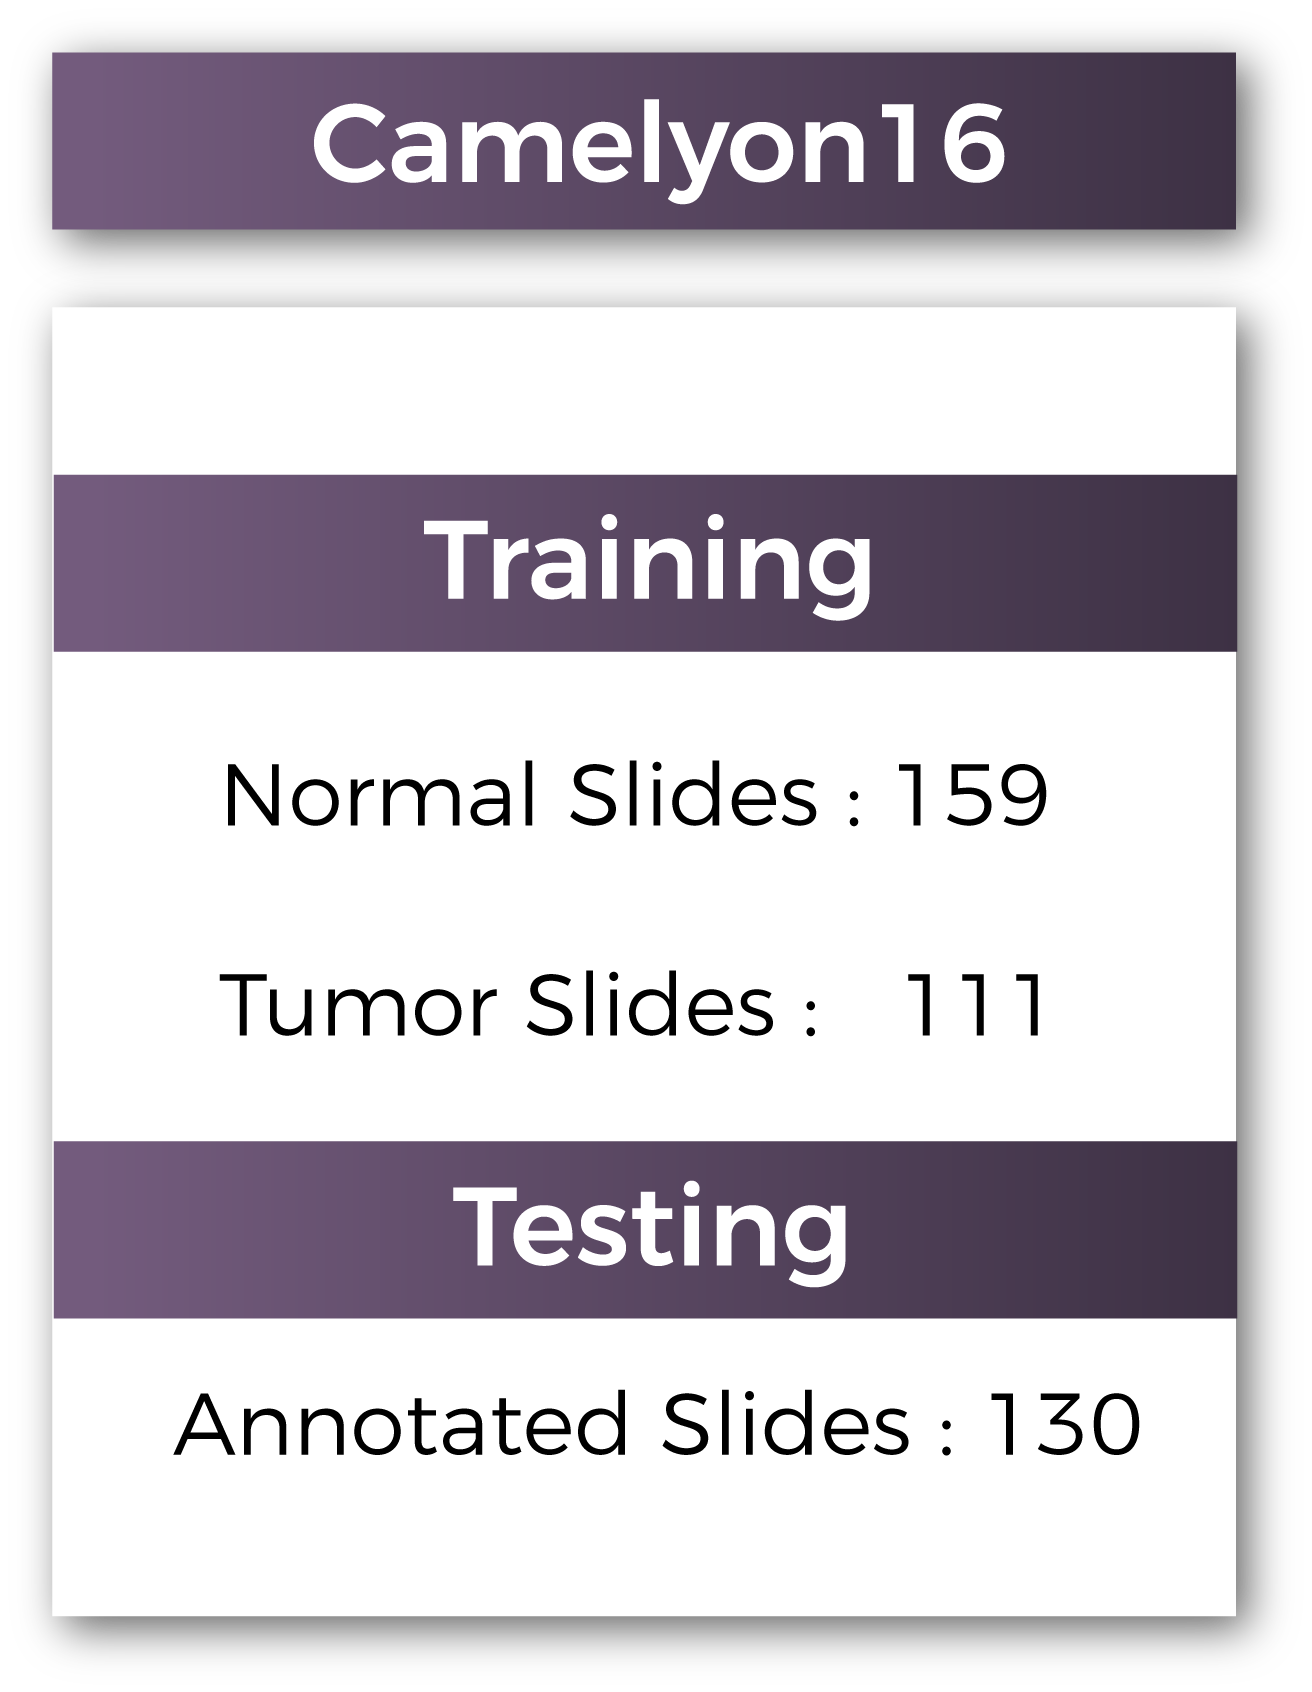 Camelyon16
Training
Normal Slides : 159
Tumor Slides : 111
Testing
Annotated Slides : 130